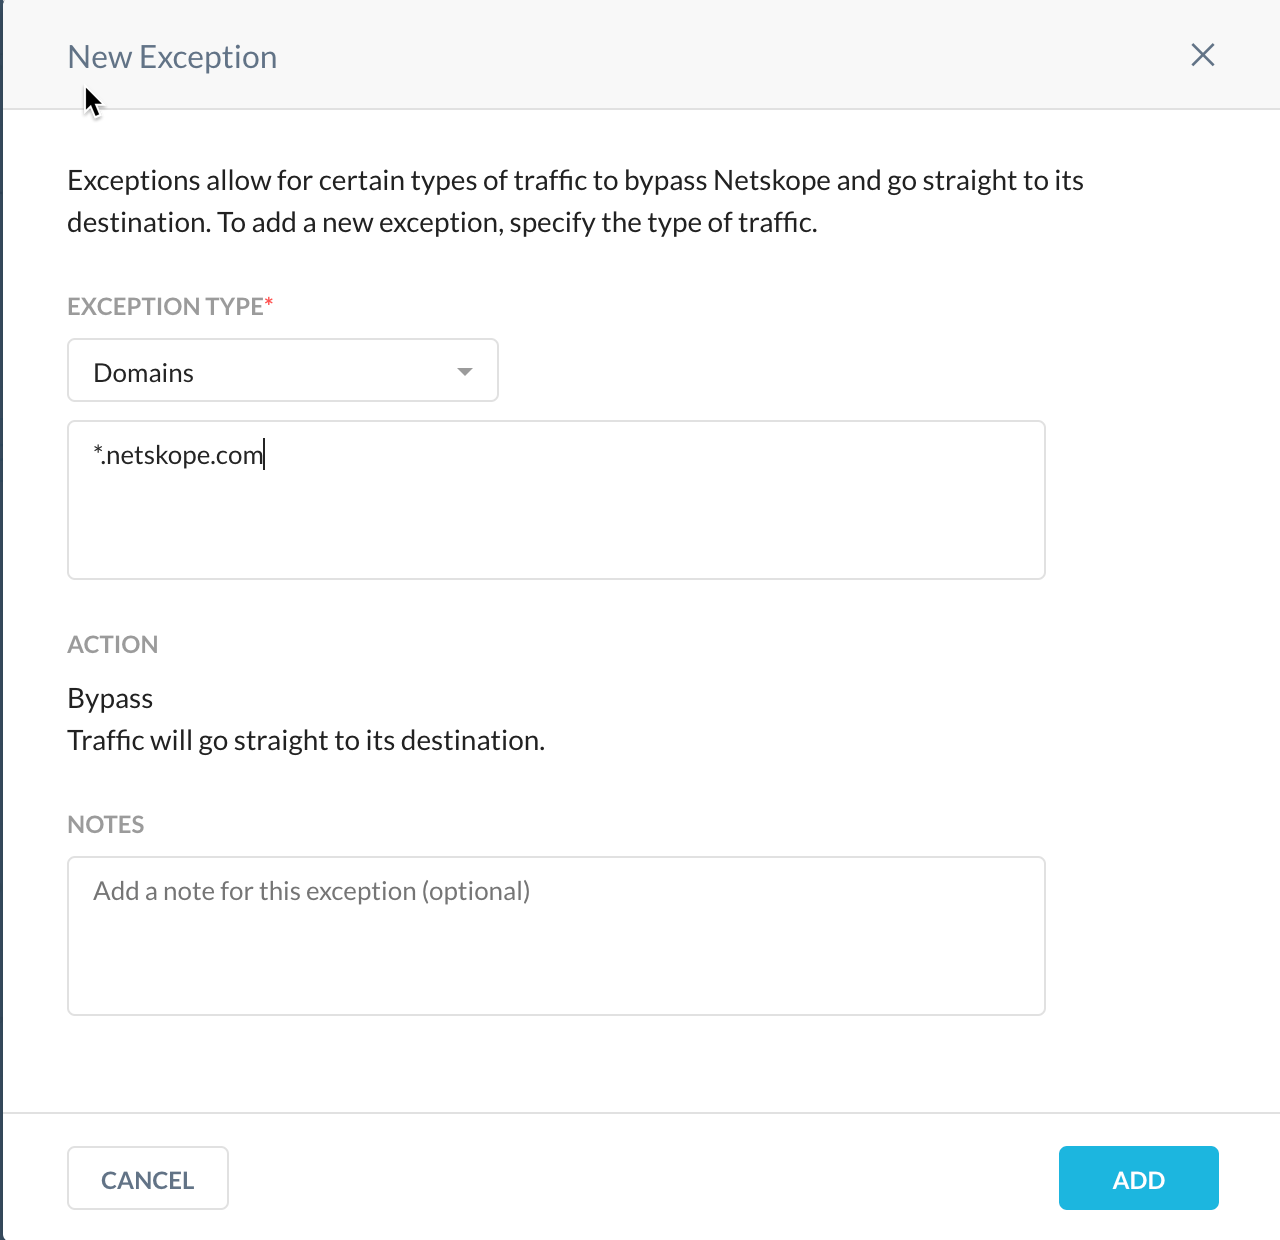 New Exception
Exceptions allow for certain types of traffic to bypass Netskope and go straight to its
destination. To add a new exception, specify the type of traffic.
EXCEPTION TYPE*
Domains
*.netskope.com
ACTION
Bypass
Traffic will go straight to its destination.
NOTES
Add a note for this exception (optional)
CANCEL
ADD